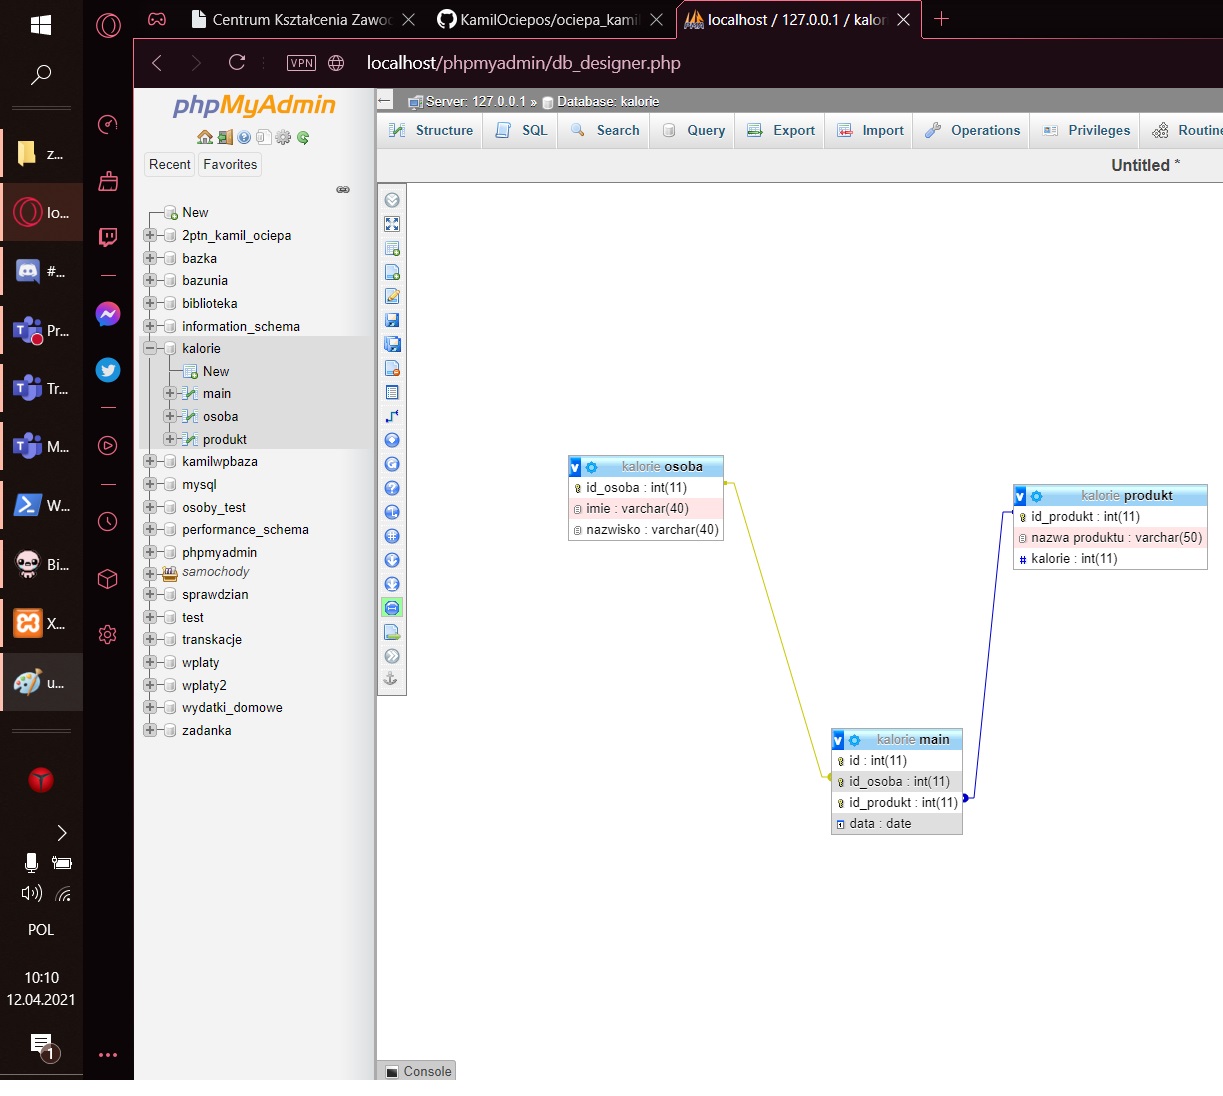 Centrum Kształcenia Zawo
KamilOciepos/ociepa_kamil
localhost / 127.0.0.1 / kalor
VPN
localhost/phpmyadmin/db_designer.php
z...
lo...
#...
Pr...
Tr...
M...
W...
Bi...
X...
u...
POL
10:10
12.04.2021
1
phpMyAdmin
Recent
Favorites
New
2ptn_kamil_ociepa
bazka
bazunia
biblioteka
information_schema
kalorie
New
main
osoba
produkt
kamilwpbaza
mysql
osoby_test
performance_schema
phpmyadmin
samochody
sprawdzian
test
transkacje
wplaty
wplaty2
wydatki_domowe
zadanka
Server: 127.0.0.1 » Database: kalorie
Structure
SQL
Search
Query
Export
Import
Operations
Privileges
Routine
Untitled *
v kalorie osoba
id_osoba : int(11)
imie : varchar(40)
nazwisko : varchar(40)
v kalorie produkt
id_produkt : int(11)
nazwa produktu : varchar(50)
# kalorie : int(11)
v kalorie main
id : int(11)
id_osoba : int(11)
id_produkt : int(11)
data : date
Console